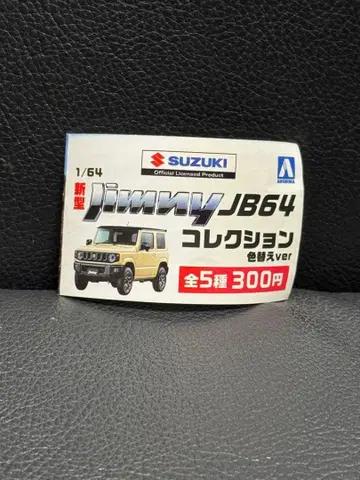 SUZUKI
Official Licensed Product
AOSHIMA
1/64
新型
Jimny JB64
コレクション
色替えver
全5種 300円